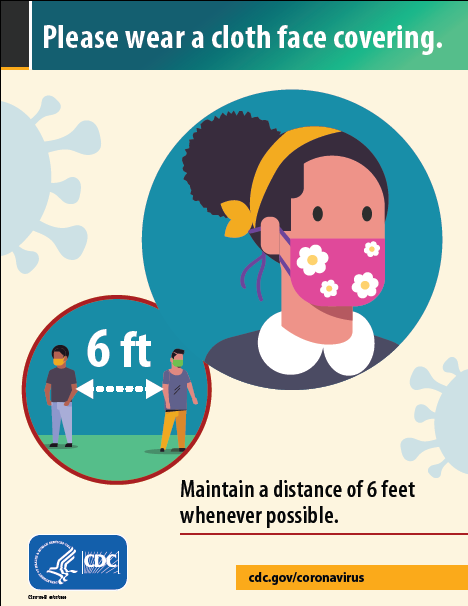 Please wear a cloth face covering.
6 ft
Maintain a distance of 6 feet
whenever possible.
CDC
cdc.gov/coronavirus